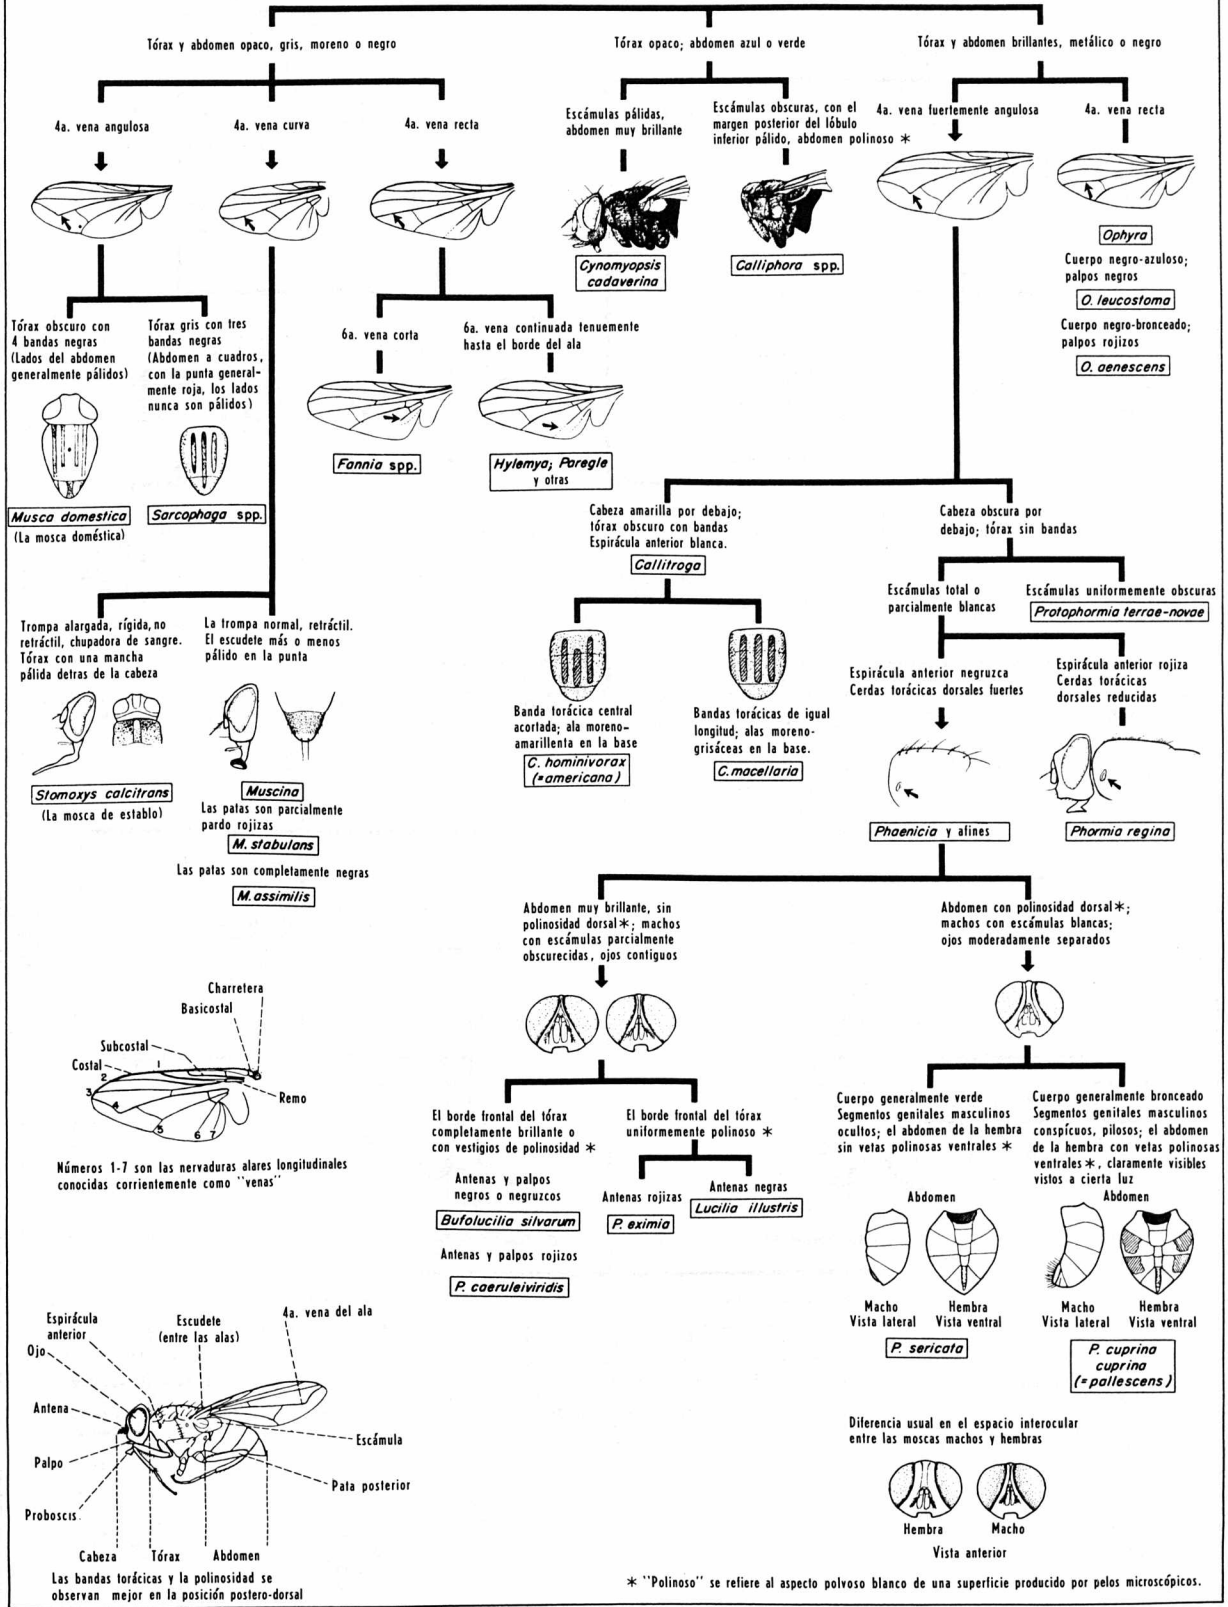 Tórax y abdomen opaco, gris, moreno o negro
Tórax opaco; abdomen azul o verde
Tórax y abdomen brillantes, metálico o negro
4a. vena angulosa
4a. vena curva
4a. vena recta
Escámulas pálidas,
abdomen muy brillante
Escámulas obscuras, con el
margen posterior del lóbulo
inferior pálido, abdomen polinoso *
4a. vena fuertemente angulosa
4a. vena recta
Cynomyopsis
cadaverina
Calliphora spp.
Ophyra
Cuerpo negro-azuloso;
palpos negros
O. leucostoma
Cuerpo negro-bronceado;
palpos rojizos
O. aenescens
Tórax obscuro con
4 bandas negras
(Lados del abdomen
generalmente pálidos)
Tórax gris con tres
bandas negras
(Abdomen a cuadros,
con la punta general-
mente roja, los lados
nunca son pálidos)
6a. vena corta
6a. vena continuada tenuemente
hasta el borde del ala
Musca domestica
(La mosca doméstica)
Sarcophaga spp.
Fannia spp.
Hylemya; Paregle
y otras
Cabeza amarilla por debajo;
tórax obscuro con bandas
Espirácula anterior blanca.
Callitroga
Cabeza obscura por
debajo; tórax sin bandas
Escámulas total o
parcialmente blancas
Escámulas uniformemente obscuras
Protophormia terrae-novae
Trompa alargada, rígida, no
retráctil, chupadora de sangre.
Tórax con una mancha
pálida detras de la cabeza
La trompa normal, retráctil.
El escudete más o menos
pálido en la punta
Espirácula anterior negruzca
Cerdas torácicas dorsales fuertes
Espirácula anterior rojiza
Cerdas torácicas
dorsales reducidas
Banda torácica central
acortada; ala moreno-
amarillenta en la base
C. hominivorax
(=americana)
Bandas torácicas de igual
longitud; alas moreno-
grisáceas en la base.
C. macellaria
Stomoxys calcitrans
(La mosca de establo)
Muscina
Las patas son parcialmente
pardo rojizas
M. stabulans
Las patas son completamente negras
M. assimilis
Phaenicia y afines
Phormia regina
Abdomen muy brillante, sin
polinosidad dorsal *; machos
con escámulas parcialmente
obscurecidas, ojos contiguos
Abdomen con polinosidad dorsal *;
machos con escámulas blancas;
ojos moderadamente separados
Charretera
Basicostal
Subcostal
Costal
1
2
3
4
5
6
7
Remo
Números 1-7 son las nervaduras alares longitudinales
conocidas corrientemente como "venas"
El borde frontal del tórax
completamente brillante o
con vestigios de polinosidad *
El borde frontal del tórax
uniformemente polinoso *
Antenas y palpos
negros o negruzcos
Bufolucilia silvarum
Antenas y palpos rojizos
P. caeruleiviridis
Antenas rojizas
P. eximia
Antenas negras
Lucilia illustris
Cuerpo generalmente verde
Segmentos genitales masculinos
ocultos; el abdomen de la hembra
sin vetas polinosas ventrales *
Cuerpo generalmente bronceado
Segmentos genitales masculinos
conspícuos, pilosos; el abdomen
de la hembra con vetas polinosas
ventrales *, claramente visibles
vistos a cierta luz
Abdomen
Abdomen
Macho
Vista lateral
Hembra
Vista ventral
Macho
Vista lateral
Hembra
Vista ventral
P. sericata
P. cuprina
cuprina
(=pallescens)
Espirácula
anterior
Escudete
(entre las alas)
4a. vena del ala
Ojo
Antena
Palpo
Proboscis
Escámula
Pata posterior
Cabeza
Tórax
Abdomen
Las bandas torácicas y la polinosidad se
observan mejor en la posición postero-dorsal
Diferencia usual en el espacio interocular
entre las moscas machos y hembras
Hembra
Macho
Vista anterior
* "Polinoso" se refiere al aspecto polvoso blanco de una superficie producido por pelos microscópicos.